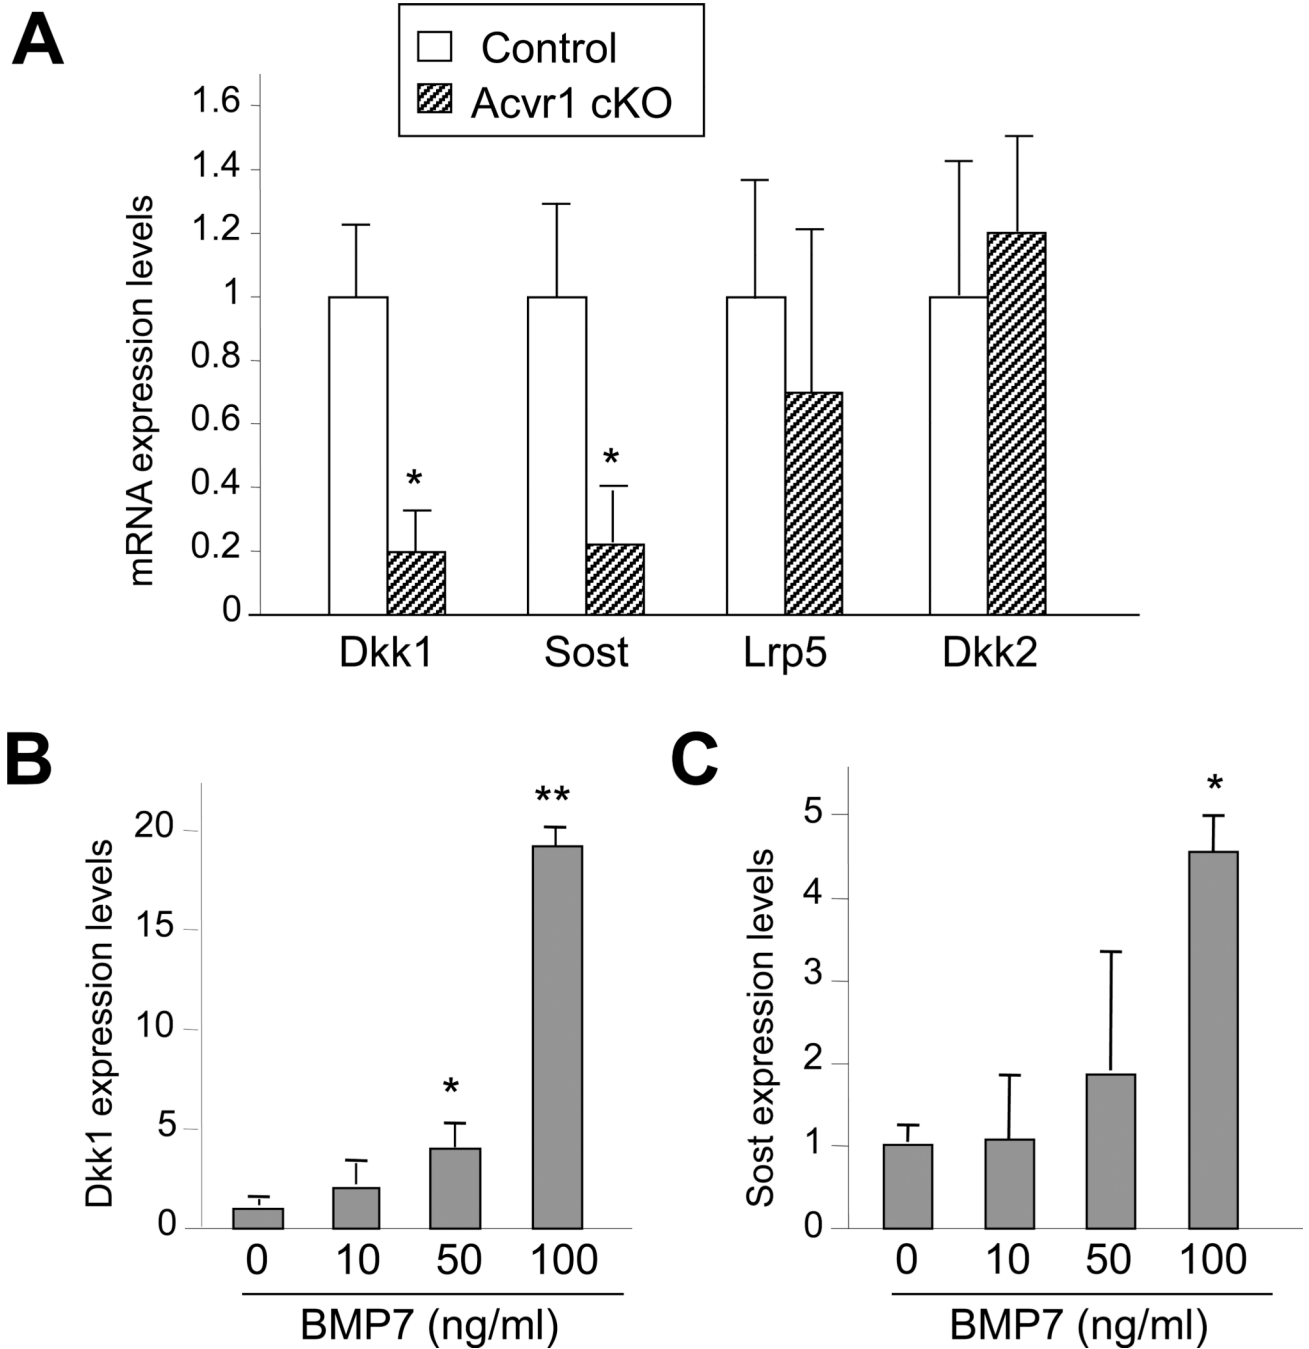 A
Control
Acvr1 cKO
mRNA expression levels
1.6
1.4
1.2
1
0.8
0.6
0.4
0.2
0
*
*
Dkk1 Sost Lrp5 Dkk2
B
Dkk1 expression levels
20
15
10
5
0
*
**
0 10 50 100
BMP7 (ng/ml)
C
Sost expression levels
5
4
3
2
1
0
*
0 10 50 100
BMP7 (ng/ml)